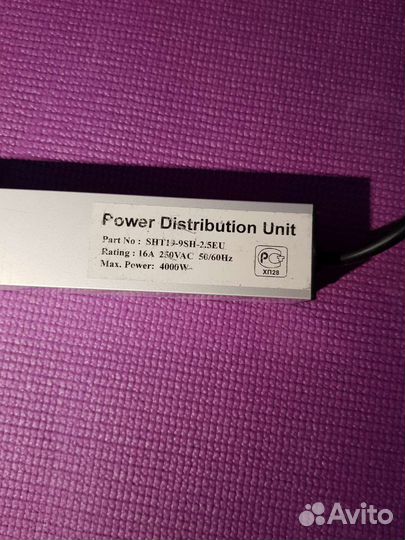 Power Distribution Unit
Part No : SHT19-9SH-2.5EU
Rating : 16A 250VAC 50/60Hz
Max. Power: 4000W
РС
ХП28
Avito